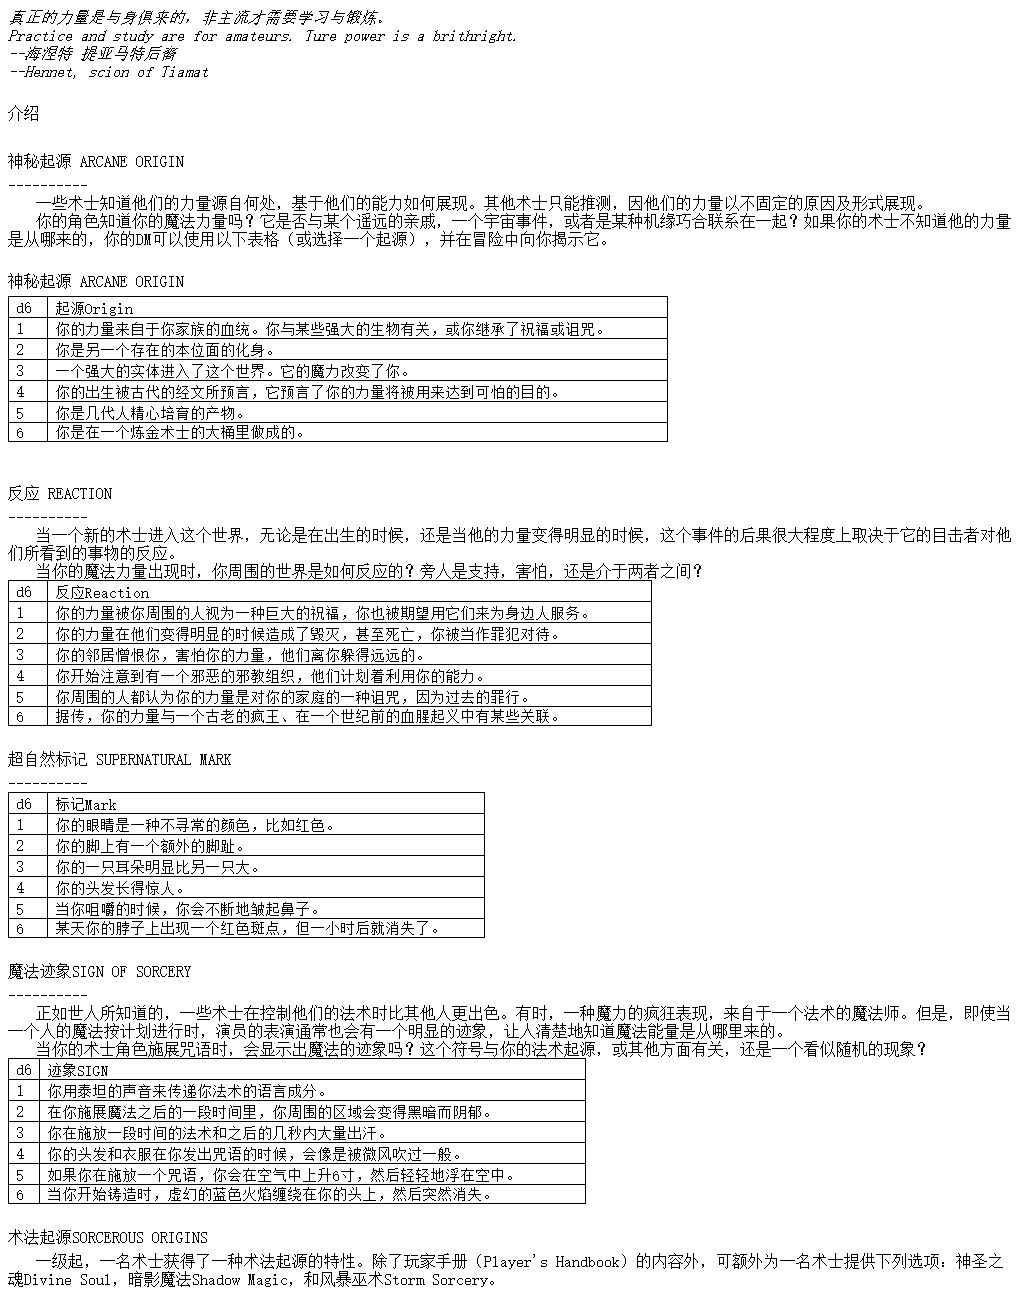 真正的力量是与身俱来的，非主流才需要学习与锻炼。
Practice and study are for amateurs. Ture power is a brithright.
--海涅特 提亚马特后裔
--Hennet, scion of Tiamat
介绍
神秘起源 ARCANE ORIGIN
----------
一些术士知道他们的力量源自何处，基于他们的能力如何展现。其他术士只能推测，因他们的力量以不固定的原因及形式展现。
你的角色知道你的魔法力量吗？它是否与某个遥远的亲戚，一个宇宙事件，或者是某种机缘巧合联系在一起？如果你的术士不知道他的力量
是从哪来的，你的DM可以使用以下表格（或选择一个起源）,并在冒险中向你揭示它。
神秘起源 ARCANE ORIGIN
d6 起源Origin
1 你的力量来自于你家族的血统。你与某些强大的生物有关，或你继承了祝福或诅咒。
2 你是另一个存在的本位面的化身。
3 一个强大的实体进入了这个世界。它的魔力改变了你。
4 你的出生被古代的经文所预言，它预言了你的力量将被用来达到可怕的目的。
5 你是几代人精心培育的产物。
6 你是在一个炼金术士的大桶里做成的。
反应 REACTION
----------
当一个新的术士进入这个世界，无论是在出生的时候，还是当他的力量变得明显的时候，这个事件的后果很大程度上取决于它的目击者对他
们所看到的事物的反应。
当你的魔法力量出现时，你周围的世界是如何反应的？旁人是支持，害怕，还是介于两者之间？
d6 反应Reaction
1 你的力量被你周围的人视为一种巨大的祝福，你也被期望用它们来为身边人服务。
2 你的力量在他们变得明显的时候造成了毁灭，甚至死亡，你被当作罪犯对待。
3 你的邻居憎恨你，害怕你的力量，他们离你躲得远远的。
4 你开始注意到有一个邪恶的邪教组织，他们计划着利用你的能力。
5 你周围的人都认为你的力量是对你的家庭的一种诅咒，因为过去的罪行。
6 据传，你的力量与一个古老的疯王、在一个世纪前的血腥起义中有某些关联。
超自然标记 SUPERNATURAL MARK
----------
d6 标记Mark
1 你的眼睛是一种不寻常的颜色，比如红色。
2 你的脚上有一个额外的脚趾。
3 你的一只耳朵明显比另一只大。
4 你的头发长得惊人。
5 当你咀嚼的时候，你会不断地皱起鼻子。
6 某天你的脖子上出现一个红色斑点，但一小时后就消失了。
魔法迹象SIGN OF SORCERY
----------
正如世人所知道的，一些术士在控制他们的法术时比其他人更出色。有时，一种魔力的疯狂表现，来自于一个法术的魔法师。但是，即使当
一个人的魔法按计划进行时，演员的表演通常也会有一个明显的迹象，让人清楚地知道魔法能量是从哪里来的。
当你的术士角色施展咒语时，会显示出魔法的迹象吗？这个符号与你的法术起源，或其他方面有关，还是一个看似随机的现象？
d6 迹象SIGN
1 你用泰坦的声音来传递你法术的语言成分。
2 在你施展魔法之后的一段时间里，你周围的区域会变得黑暗而阴郁。
3 你在施放一段时间的法术和之后的几秒内大量出汗。
4 你的头发和衣服在你发出咒语的时候，会像是被微风吹过一般。
5 如果你在施放一个咒语，你会在空气中上升6寸，然后轻轻地浮在空中。
6 当你开始铸造时，虚幻的蓝色火焰缠绕在你的头上，然后突然消失。
术法起源SORCEROUS ORIGINS
一级起，一名术士获得了一种术法起源的特性。除了玩家手册（Player's Handbook）的内容外，可额外为一名术士提供下列选项：神圣之
魂Divine Soul，暗影魔法Shadow Magic，和风暴巫术Storm Sorcery。